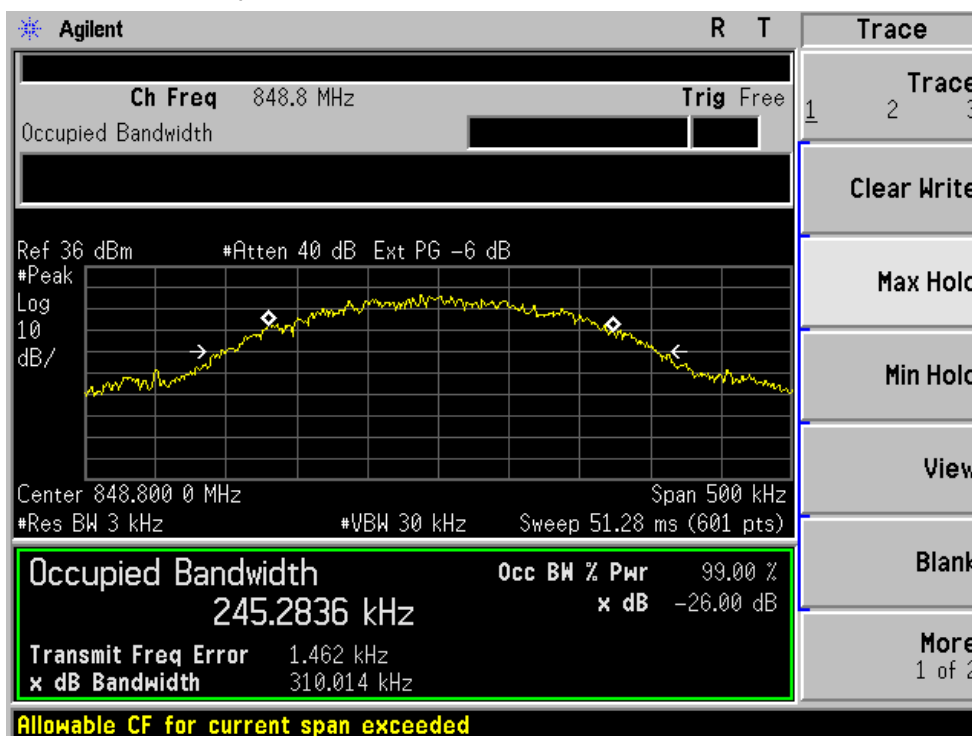 Agilent R T Trace
Ch Freq 848.8 MHz Trig Free
Occupied Bandwidth
Trace
1 2 3
Clear Write
Ref 36 dBm #Atten 40 dB Ext PG -6 dB
#Peak
Log
10
dB/
Max Hold
Min Hold
View
Center 848.800 0 MHz Span 500 kHz
#Res BW 3 kHz #VBW 30 kHz Sweep 51.28 ms (601 pts)
Occupied Bandwidth Occ BW % Pwr 99.00 %
245.2836 kHz x dB -26.00 dB
Transmit Freq Error 1.462 kHz
x dB Bandwidth 310.014 kHz
Blank
More
1 of 2
Allowable CF for current span exceeded